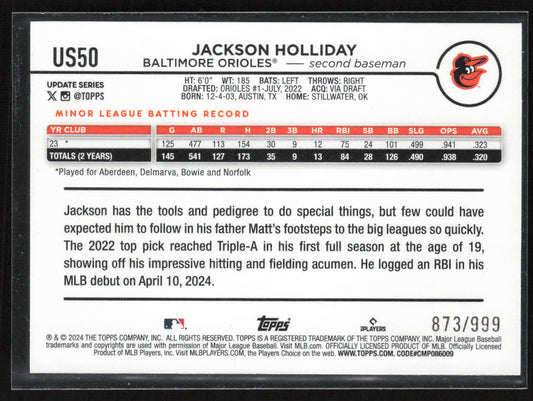 US50
JACKSON HOLLIDAY
BALTIMORE ORIOLES® — second baseman
UPDATE SERIES
@TOPPS
HT: 6'0" WT: 185 BATS: LEFT THROWS: RIGHT
DRAFTED: ORIOLES #1-JULY, 2022 ACQ: VIA DRAFT
BORN: 12-4-03, AUSTIN, TX HOME: STILLWATER, OK
MINOR LEAGUE BATTING RECORD
YR CLUB G AB R H 2B 3B HR RBI SB BB SLG OPS AVG
23 * 125 477 113 154 30 9 12 75 24 101 .499 .941 .323
TOTALS (2 YEARS) 145 541 127 173 35 9 13 84 28 126 .490 .938 .320
*Played for Aberdeen, Delmarva, Bowie and Norfolk
Jackson has the tools and pedigree to do special things, but few could have
expected him to follow in his father Matt's footsteps to the big leagues so quickly.
The 2022 top pick reached Triple-A in his first full season at the age of 19,
showing off his impressive hitting and fielding acumen. He logged an RBI in his
MLB debut on April 10, 2024.
Topps
PLAYERS
873/999
® & © 2024 THE TOPPS COMPANY, INC. ALL RIGHTS RESERVED. TOPPS IS A REGISTERED TRADEMARK OF THE TOPPS COMPANY, INC. Major League Baseball
trademarks and copyrights are used with permission of Major League Baseball. Visit MLB.com. OFFICIALLY LICENSED PRODUCT OF MLB. Officially Licensed
Product of MLB Players, Inc. Visit MLBPLAYERS.com, the Players Choice on the web. WWW.TOPPS.COM. CODE#CMP086009